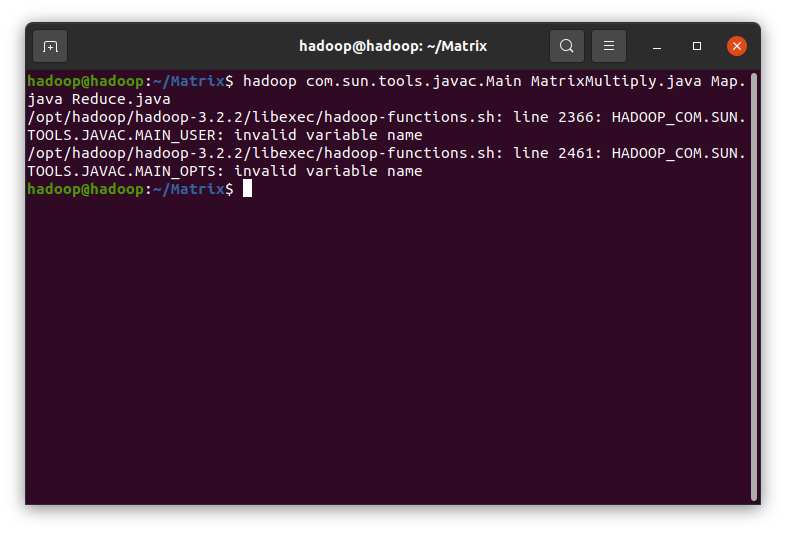 hadoop@hadoop: ~/Matrix
hadoop@hadoop:~/Matrix$ hadoop com.sun.tools.javac.Main MatrixMultiply.java Map.
java Reduce.java
/opt/hadoop/hadoop-3.2.2/libexec/hadoop-functions.sh: line 2366: HADOOP_COM.SUN.
TOOLS.JAVAC.MAIN_USER: invalid variable name
/opt/hadoop/hadoop-3.2.2/libexec/hadoop-functions.sh: line 2461: HADOOP_COM.SUN.
TOOLS.JAVAC.MAIN_OPTS: invalid variable name
hadoop@hadoop:~/Matrix$